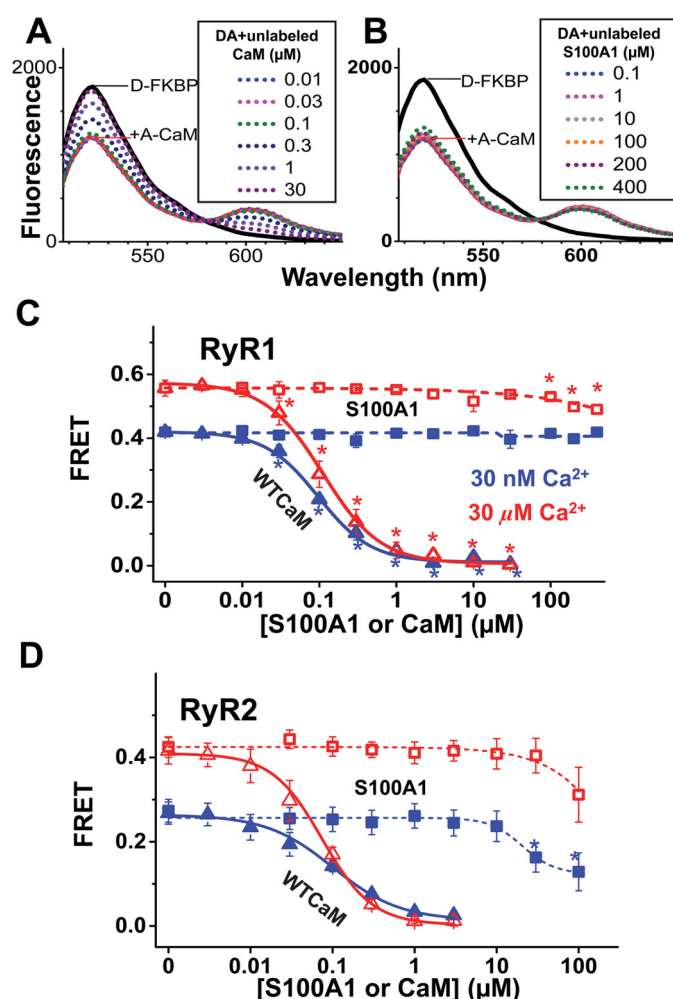 A
DA+unlabeled
CaM (μM)
0.01
0.03
0.1
0.3
1
30
2000
D-FKBP
+A-CaM
Fluorescence
0
550
600
B
DA+unlabeled
S100A1 (μM)
0.1
1
10
100
200
400
2000
D-FKBP
+A-CaM
0
550
600
Wavelength (nm)
C
RyR1
0.6
0.4
0.2
0.0
FRET
S100A1
WTCaM
30 nM Ca2+
30 μM Ca2+
* * * * * * * * * *
* * * * * * *
0 0.01 0.1 1 10 100
[S100A1 or CaM] (μM)
D
RyR2
0.4
0.2
0.0
FRET
S100A1
WTCaM
* *
0 0.01 0.1 1 10 100
[S100A1 or CaM] (μM)